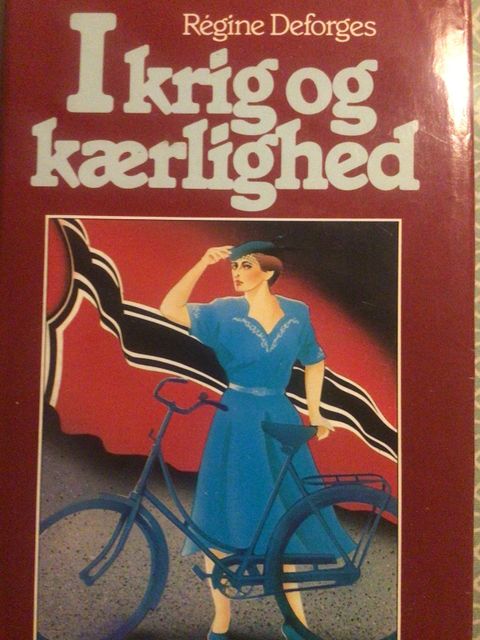 Régine Deforges
I krig og
kærlighed